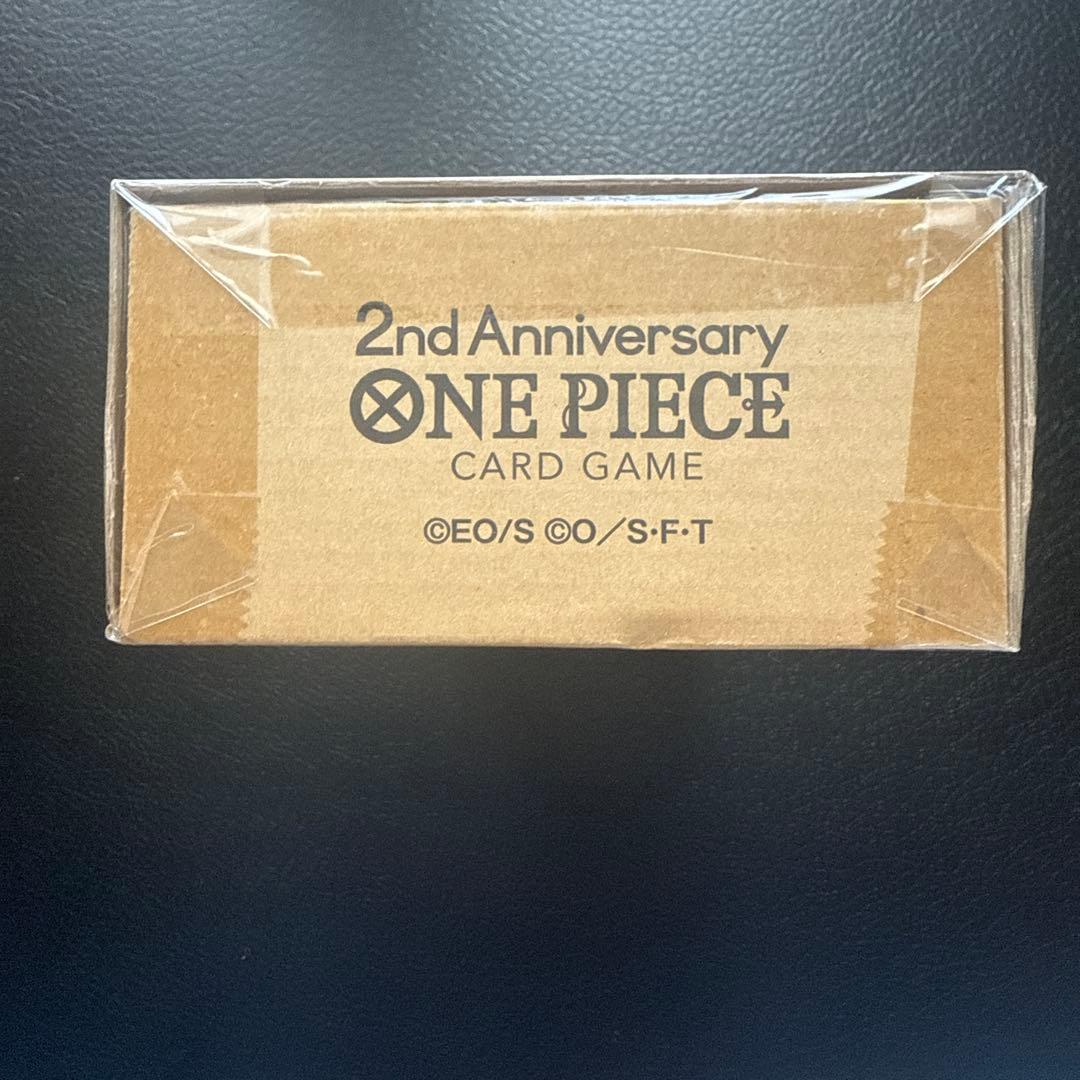 2nd Anniversary
ONE PIECE
CARD GAME
©EO/S ©O／S･F･T